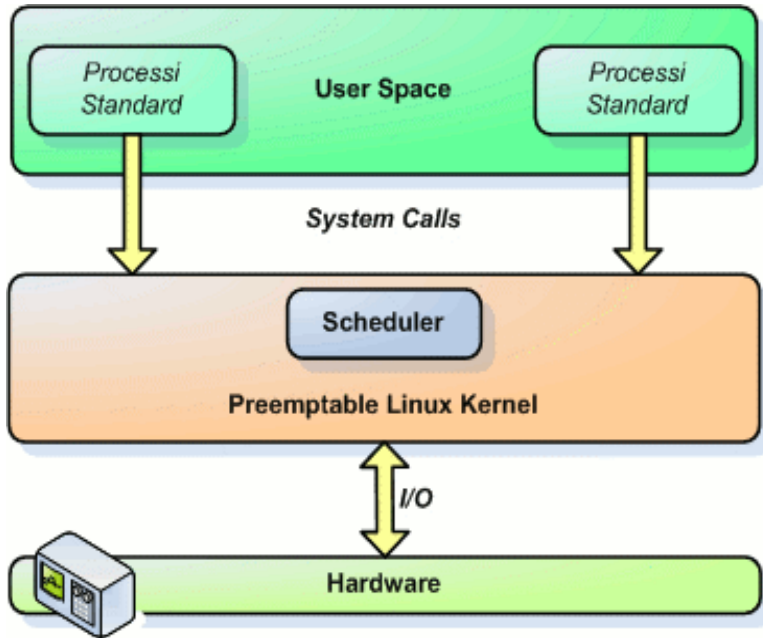 Processi
Standard
User Space
Processi
Standard
System Calls
Scheduler
Preemptable Linux Kernel
I/O
Hardware